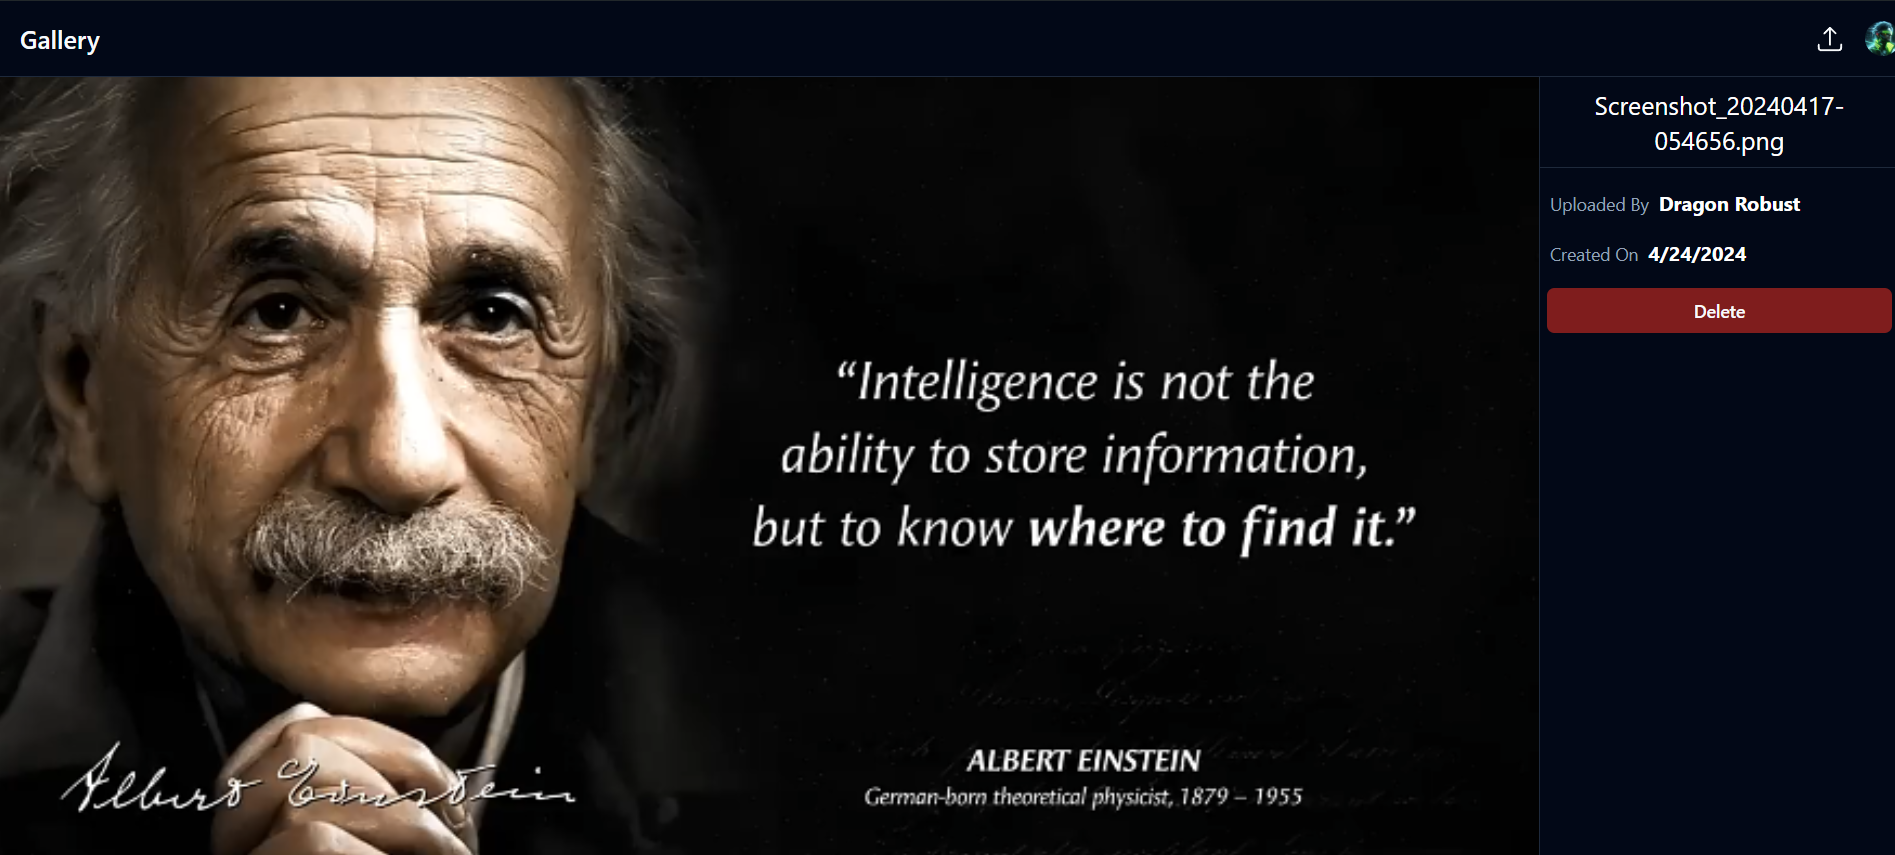 Gallery
Screenshot_20240417-
054656.png
Uploaded By Dragon Robust
Created On 4/24/2024
Delete
“Intelligence is not the
ability to store information,
but to know where to find it.”
Albert Einstein
ALBERT EINSTEIN
German-born theoretical physicist, 1879 – 1955